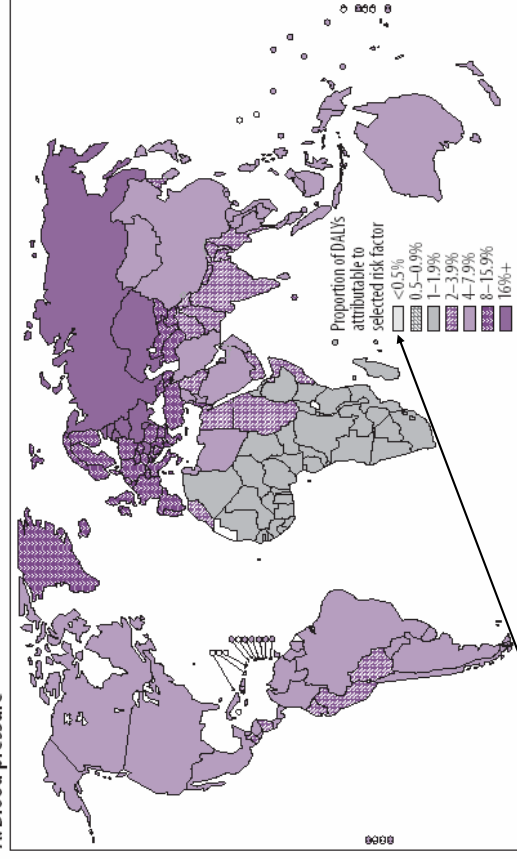 Proportion of DALYs
attributable to
selected risk factor
<0.5%
0.5–0.9%
1–1.9%
2–3.9%
4–7.9%
8–15.9%
16%+